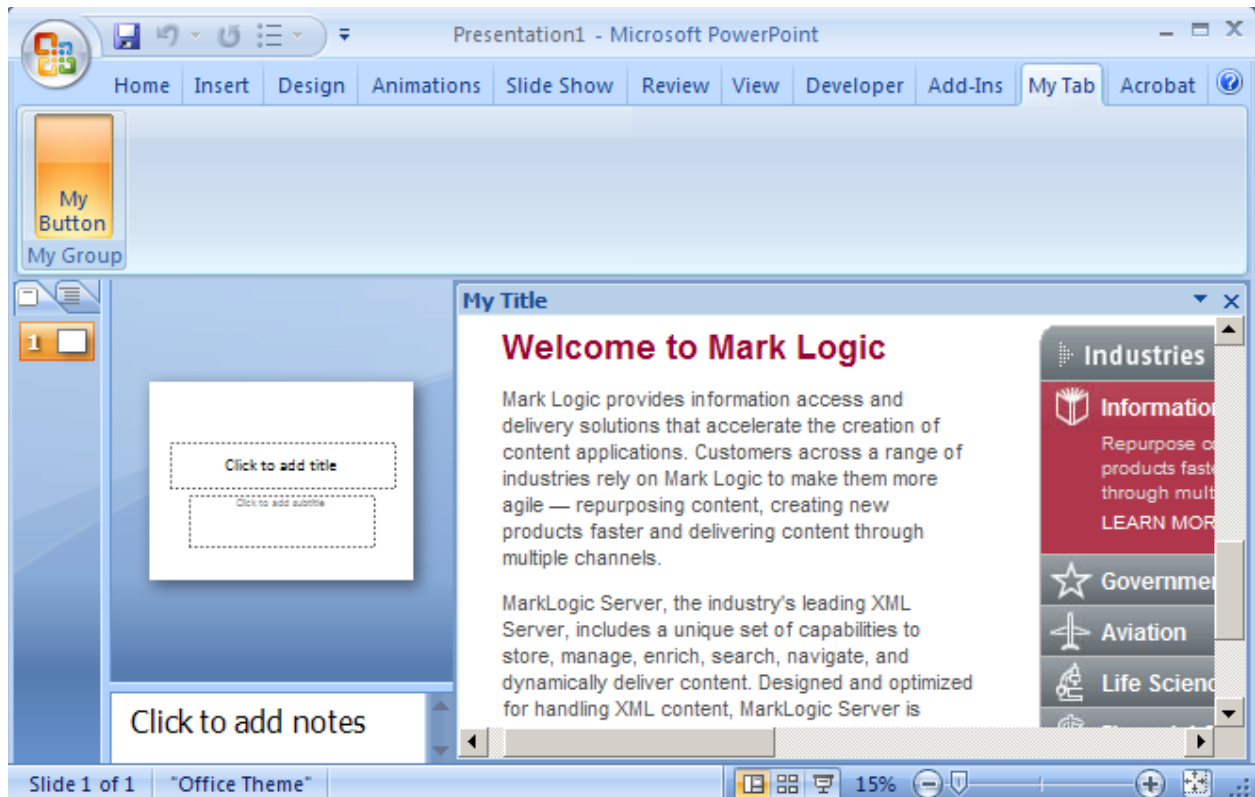 Presentation1 - Microsoft PowerPoint
Home Insert Design Animations Slide Show Review View Developer Add-Ins My Tab Acrobat
My
Button
My Group
1
Click to add title
Click to add subtitle
Click to add notes
My Title
Welcome to Mark Logic
Mark Logic provides information access and
delivery solutions that accelerate the creation of
content applications. Customers across a range of
industries rely on Mark Logic to make them more
agile — repurposing content, creating new
products faster and delivering content through
multiple channels.
MarkLogic Server, the industry's leading XML
Server, includes a unique set of capabilities to
store, manage, enrich, search, navigate, and
dynamically deliver content. Designed and optimized
for handling XML content, MarkLogic Server is
Industries
Informatio
Repurpose c
products faste
through mult
LEARN MOR
Governme
Aviation
Life Scienc
Slide 1 of 1 "Office Theme" 15%